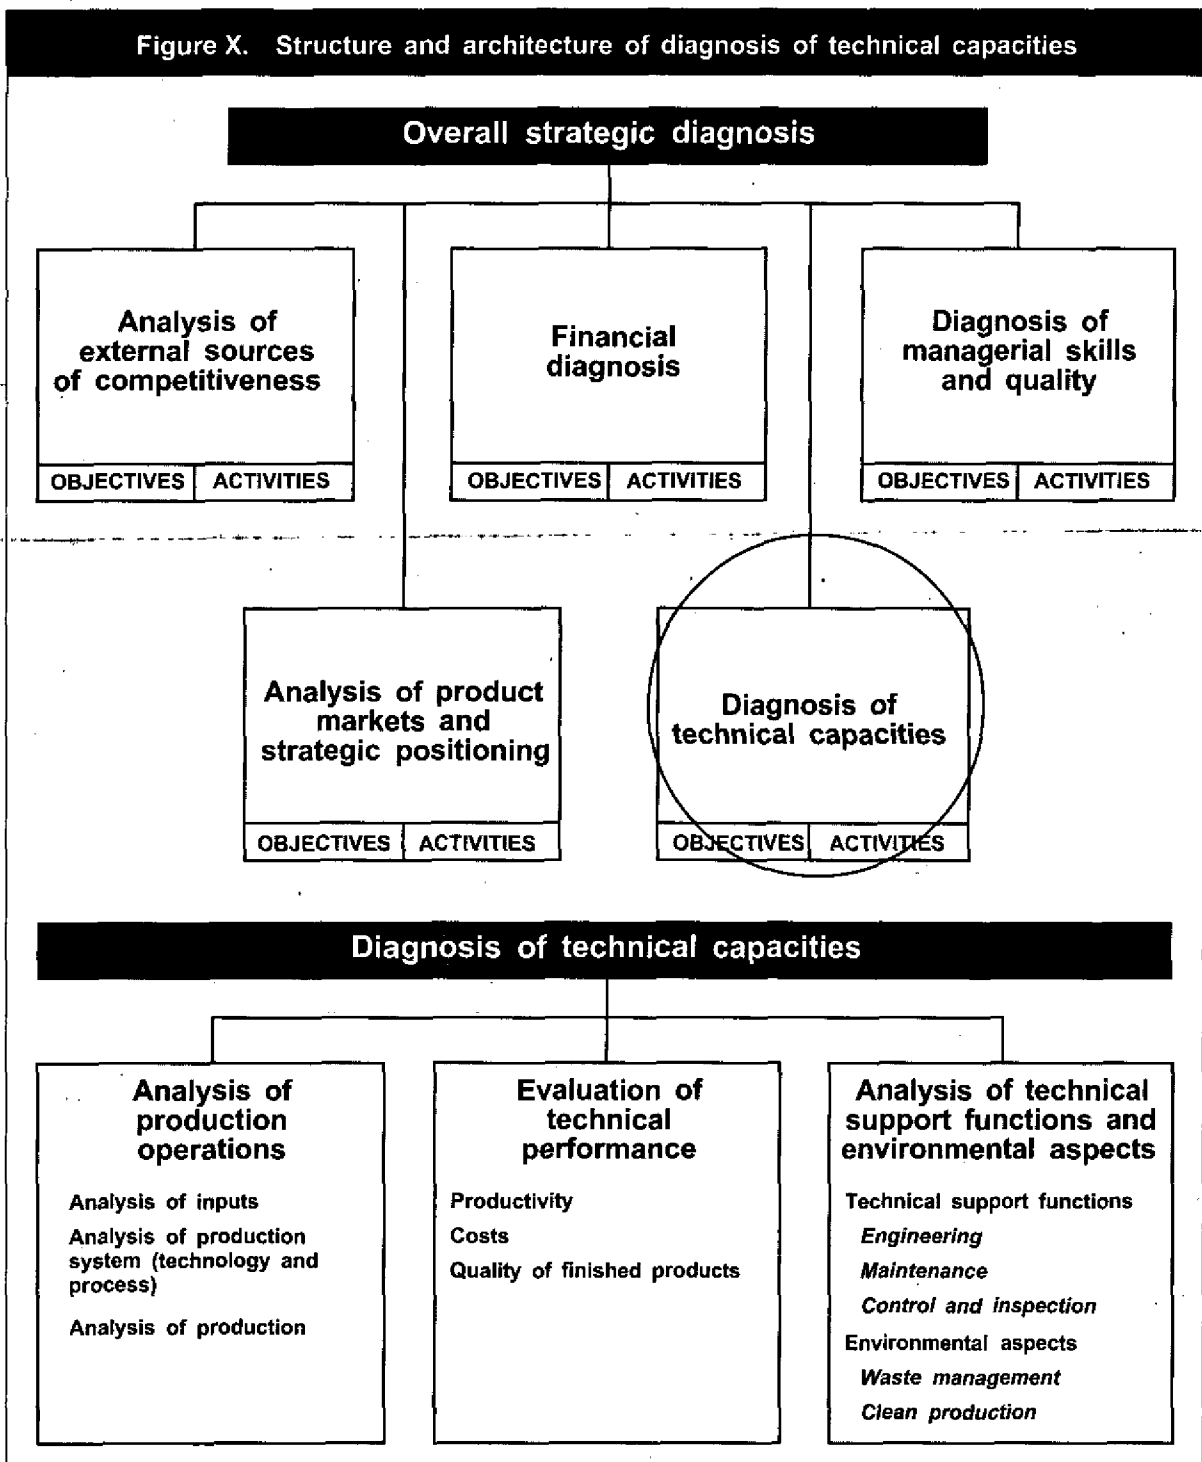 Figure X. Structure and architecture of diagnosis of technical capacities
Overall strategic diagnosis
Analysis of
external sources
of competitiveness
OBJECTIVES ACTIVITIES
Financial
diagnosis
OBJECTIVES ACTIVITIES
Diagnosis of
managerial skills
and quality
OBJECTIVES ACTIVITIES
Analysis of product
markets and
strategic positioning
OBJECTIVES ACTIVITIES
Diagnosis of
technical capacities
OBJECTIVES ACTIVITIES
Diagnosis of technical capacities
Analysis of
production
operations
Analysis of inputs
Analysis of production
system (technology and
process)
Analysis of production
Evaluation of
technical
performance
Productivity
Costs
Quality of finished products
Analysis of technical
support functions and
environmental aspects
Technical support functions
Engineering
Maintenance
Control and inspection
Environmental aspects
Waste management
Clean production